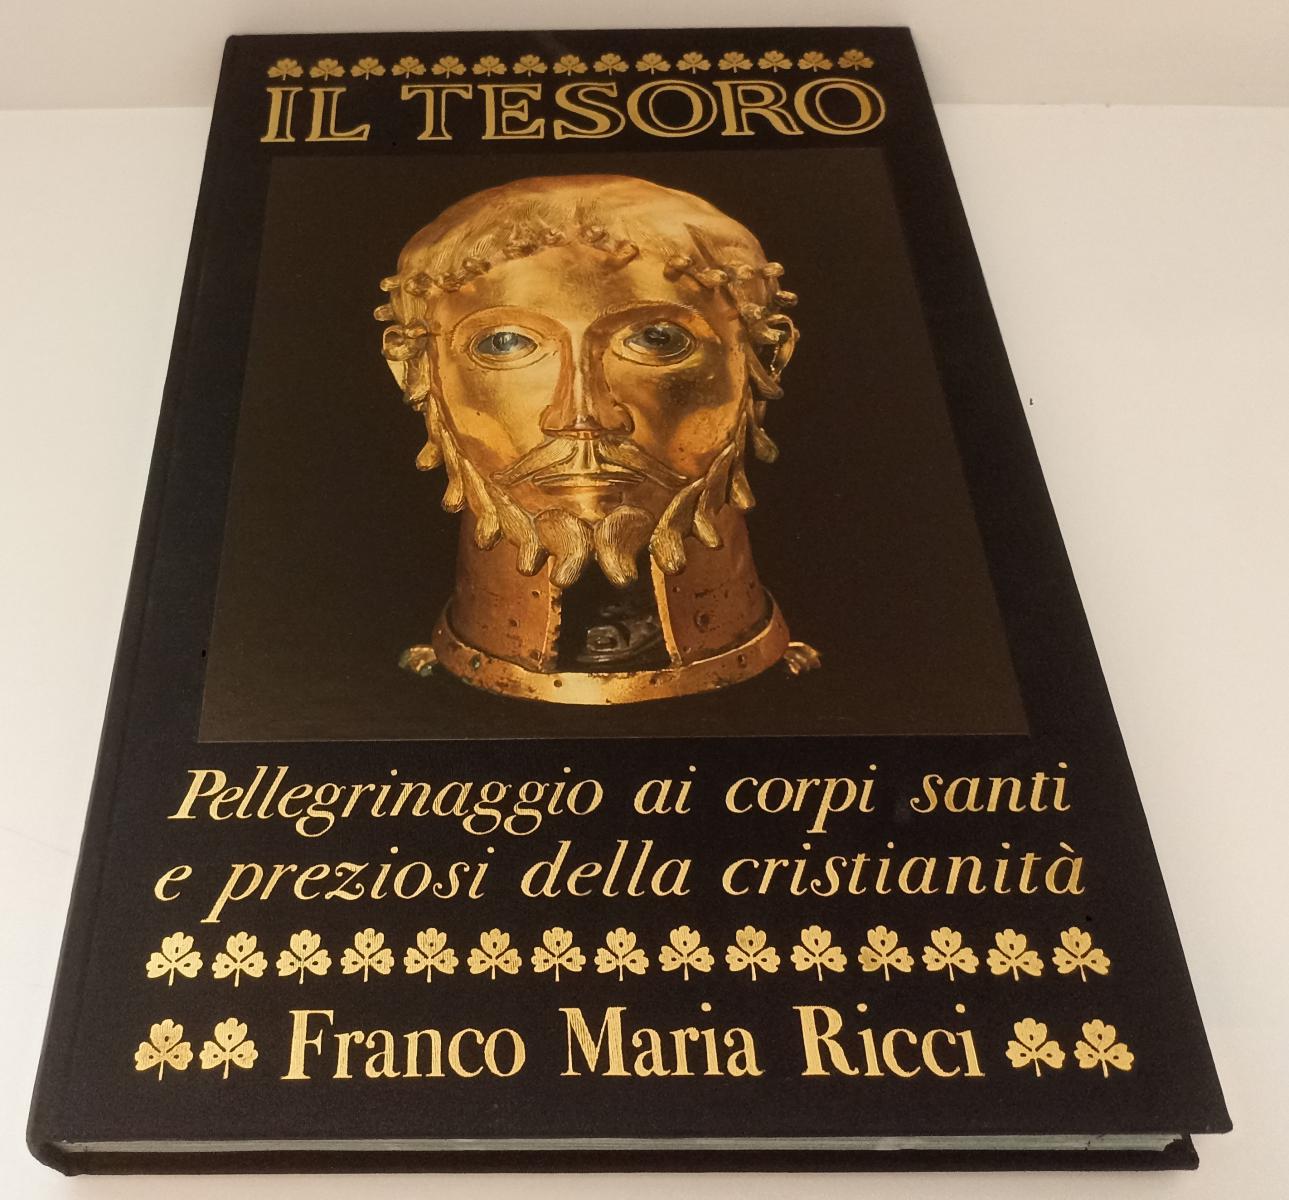 IL TESORO
Pellegrinaggio ai corpi santi
e preziosi della cristianità
Franco Maria Ricci